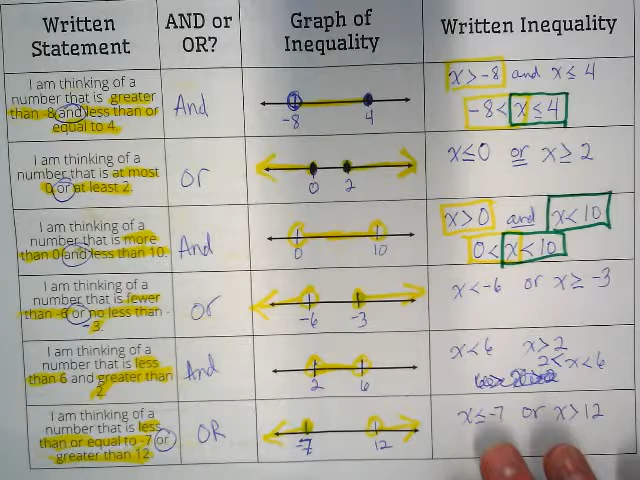 Written Statement
AND or OR?
Graph of Inequality
Written Inequality
I am thinking of a
number that is greater
than -8 and less than or
equal to 4.
And
-8 4
x > -8 and x ≤ 4
-8 < x ≤ 4
I am thinking of a
number that is at most
0 or at least 2.
or
0 2
x ≤ 0 or x ≥ 2
I am thinking of a
number that is more
than 0 and less than 10.
And
0 10
x > 0 and x < 10
0 < x < 10
I am thinking of a
number that is fewer
than -6 or no less than -
3.
or
-6 -3
x < -6 or x ≥ -3
I am thinking of a
number that is less
than 6 and greater than
2.
And
2 6
x < 6 x > 2
2 < x < 6
I am thinking of a
number that is less
than or equal to -7 or
greater than 12.
OR
-7 12
x ≤ -7 or x > 12